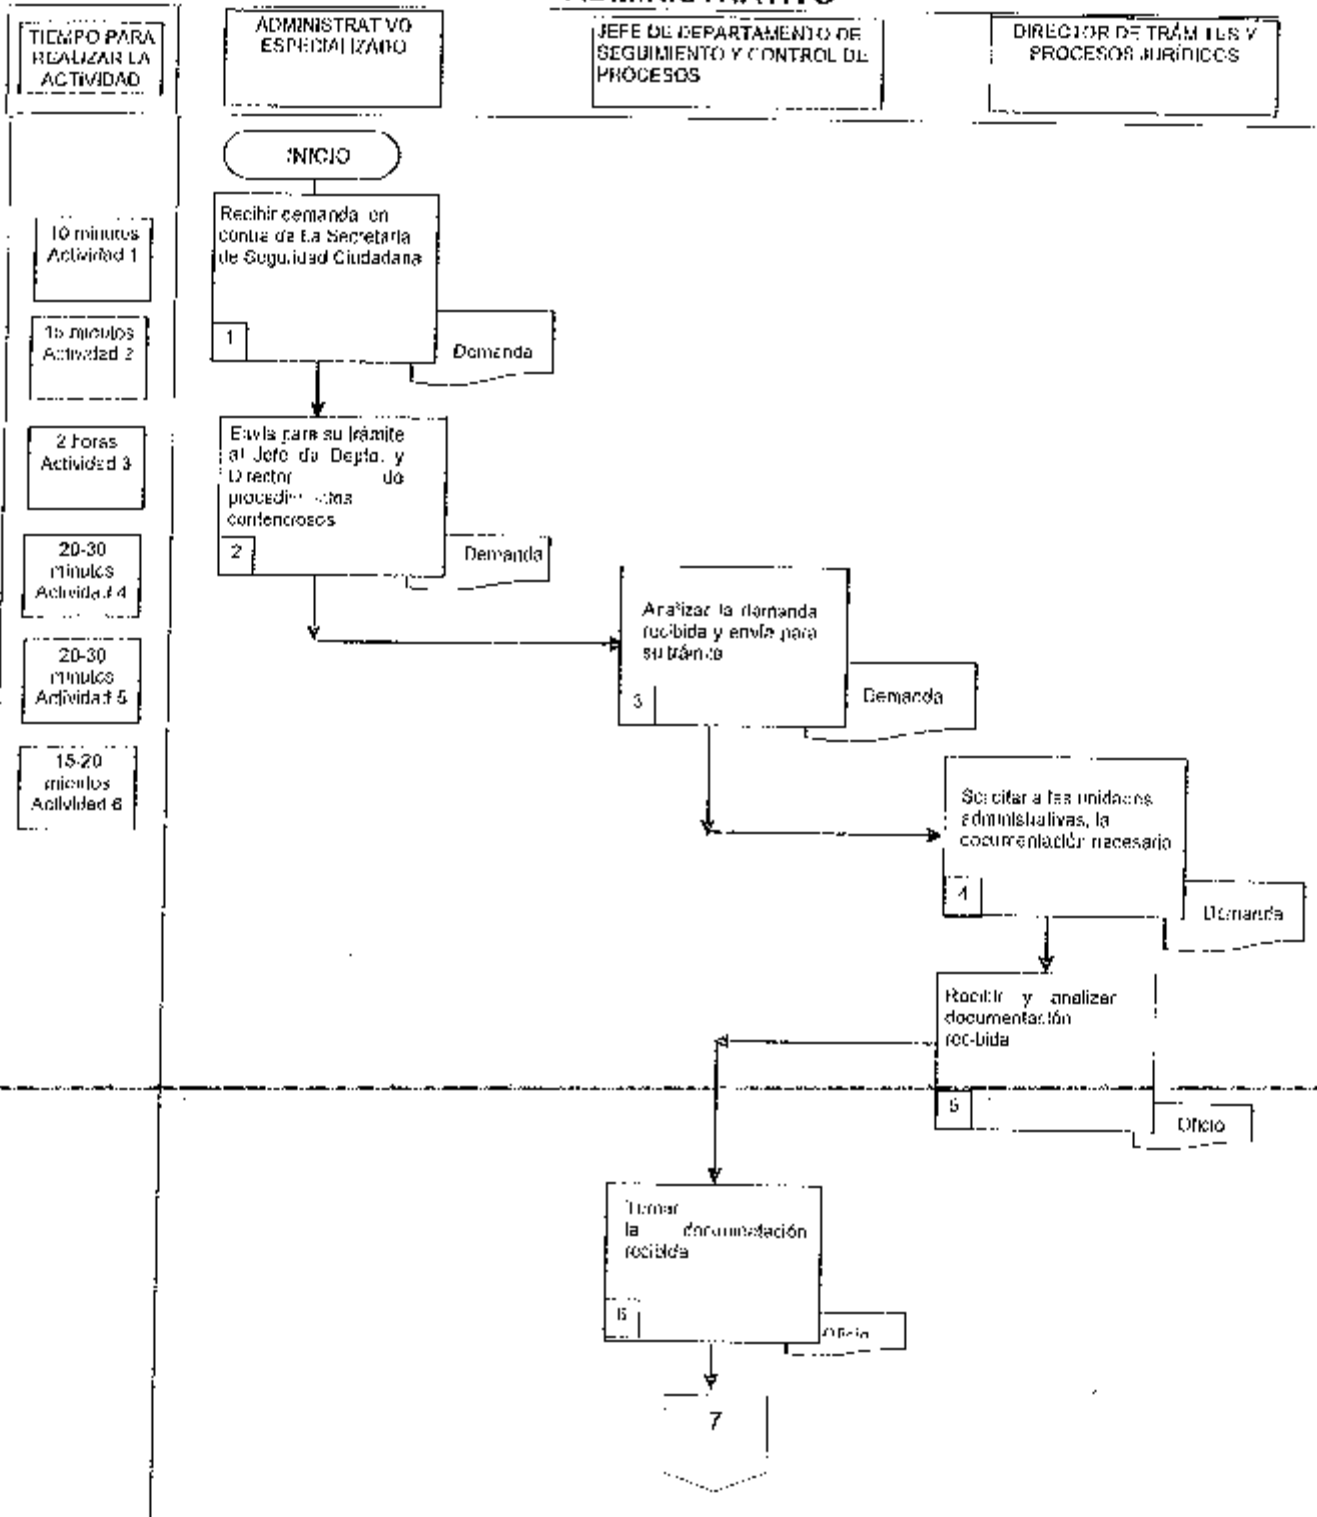 ADMINISTRATIVO
TIEMPO PARA
REALIZAR LA
ACTIVIDAD
ADMINISTRATIVO
ESPECIALIZADO
JEFE DE DEPARTAMENTO DE
SEGUIMIENTO Y CONTROL DE
PROCESOS
DIRECTOR DE TRÁMITES Y
PROCESOS JURÍDICOS
INICIO
10 minutos
Actividad 1
Recibir demanda en
contra de La Secretaría
de Seguridad Ciudadana
1
Demanda
15 minutos
Actividad 2
2 horas
Actividad 3
Envía para su trámite
al Jefe de Depto. y
Director de
procedimientos
contenciosos
2
Demanda
20-30
minutos
Actividad 4
Analizar la demanda
recibida y envía para
su trámite
3
Demanda
20-30
minutos
Actividad 5
15-20
minutos
Actividad 6
Solicitar a las unidades
administrativas, la
documentación necesario
4
Demanda
Recibir y analizar
documentación
recibida
5
Oficio
Turnar
la documentación
recibida
6
Oficio
7